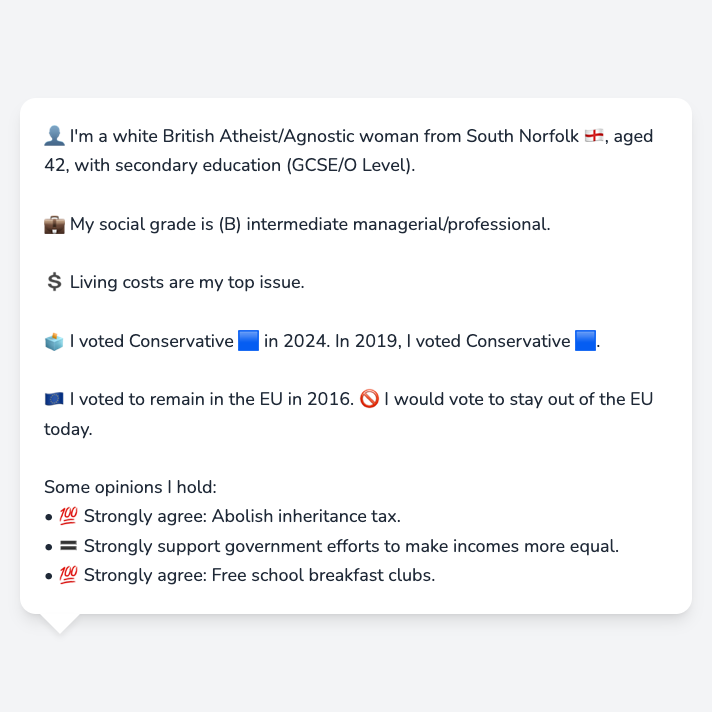 👤 I'm a white British Atheist/Agnostic woman from South Norfolk 🏴󠁧󠁢󠁥󠁮󠁧󠁿, aged
42, with secondary education (GCSE/O Level).
💼 My social grade is (B) intermediate managerial/professional.
💲 Living costs are my top issue.
🗳️ I voted Conservative 🟦 in 2024. In 2019, I voted Conservative 🟦.
🇪🇺 I voted to remain in the EU in 2016. 🚫 I would vote to stay out of the EU
today.
Some opinions I hold:
• 💯 Strongly agree: Abolish inheritance tax.
• 🟰 Strongly support government efforts to make incomes more equal.
• 💯 Strongly agree: Free school breakfast clubs.